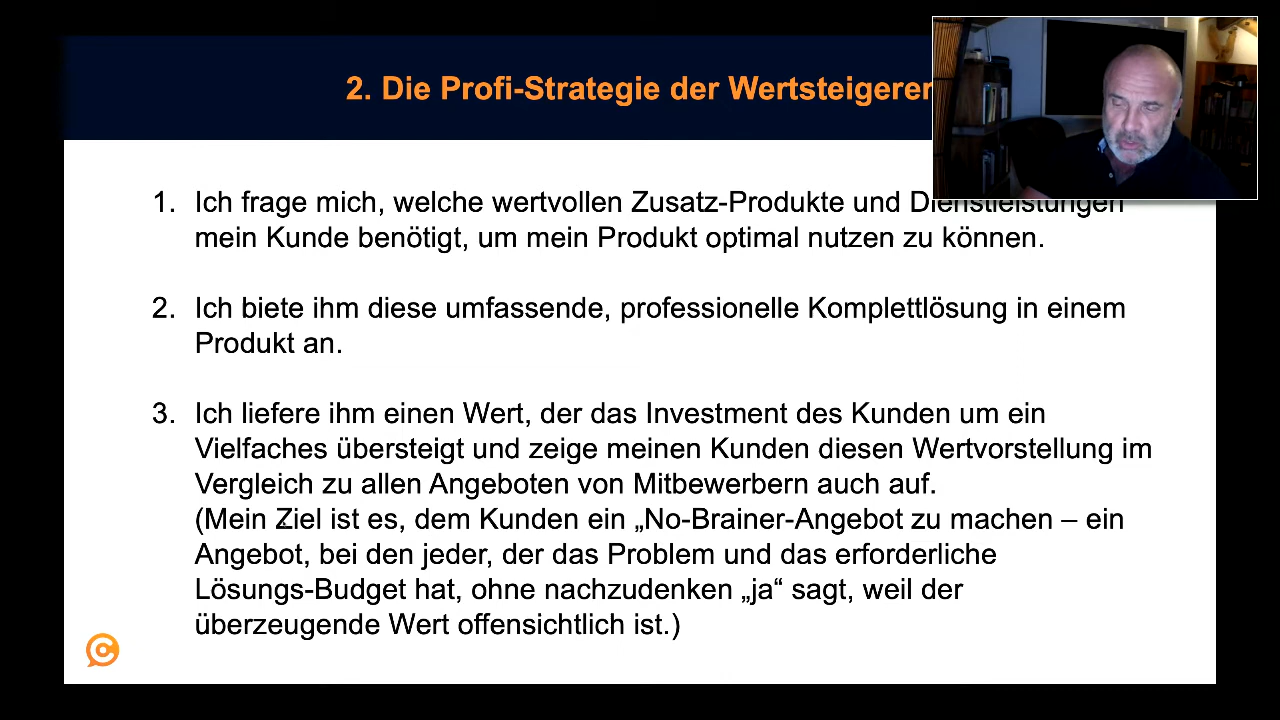 2. Die Profi-Strategie der Wertsteigerer
1. Ich frage mich, welche wertvollen Zusatz-Produkte und Dienstleistungen
mein Kunde benötigt, um mein Produkt optimal nutzen zu können.
2. Ich biete ihm diese umfassende, professionelle Komplettlösung in einem
Produkt an.
3. Ich liefere ihm einen Wert, der das Investment des Kunden um ein
Vielfaches übersteigt und zeige meinen Kunden diesen Wertvorstellung im
Vergleich zu allen Angeboten von Mitbewerbern auch auf.
(Mein Ziel ist es, dem Kunden ein „No-Brainer-Angebot zu machen – ein
Angebot, bei den jeder, der das Problem und das erforderliche
Lösungs-Budget hat, ohne nachzudenken „ja“ sagt, weil der
überzeugende Wert offensichtlich ist.)